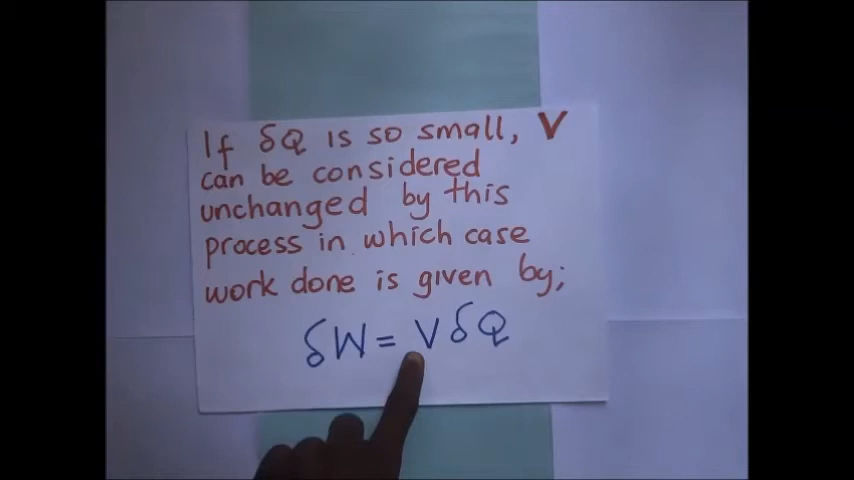 If δQ is so small, V
can be considered
unchanged by this
process in which case
work done is given by;
δW = VδQ